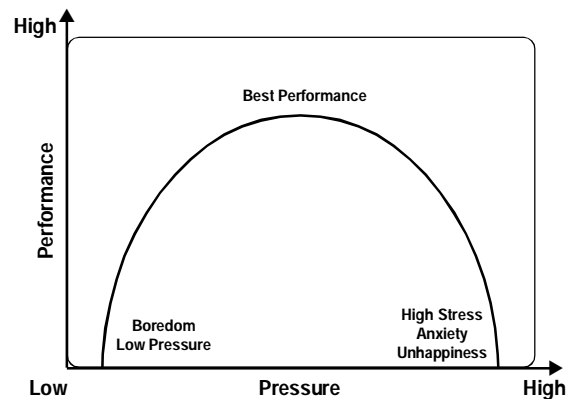 High
Best Performance
Performance
Boredom
Low Pressure
High Stress
Anxiety
Unhappiness
Low
Pressure
High